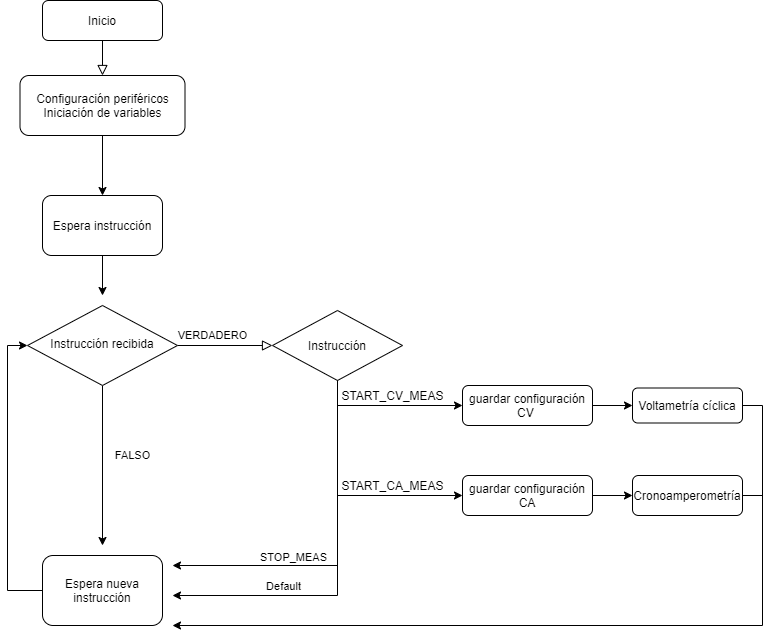 Inicio
Configuración periféricos
Iniciación de variables
Espera instrucción
Instrucción recibida
VERDADERO
Instrucción
START_CV_MEAS
guardar configuración
CV
Voltametría cíclica
FALSO
START_CA_MEAS
guardar configuración
CA
Cronoamperometría
STOP_MEAS
Default
Espera nueva
instrucción